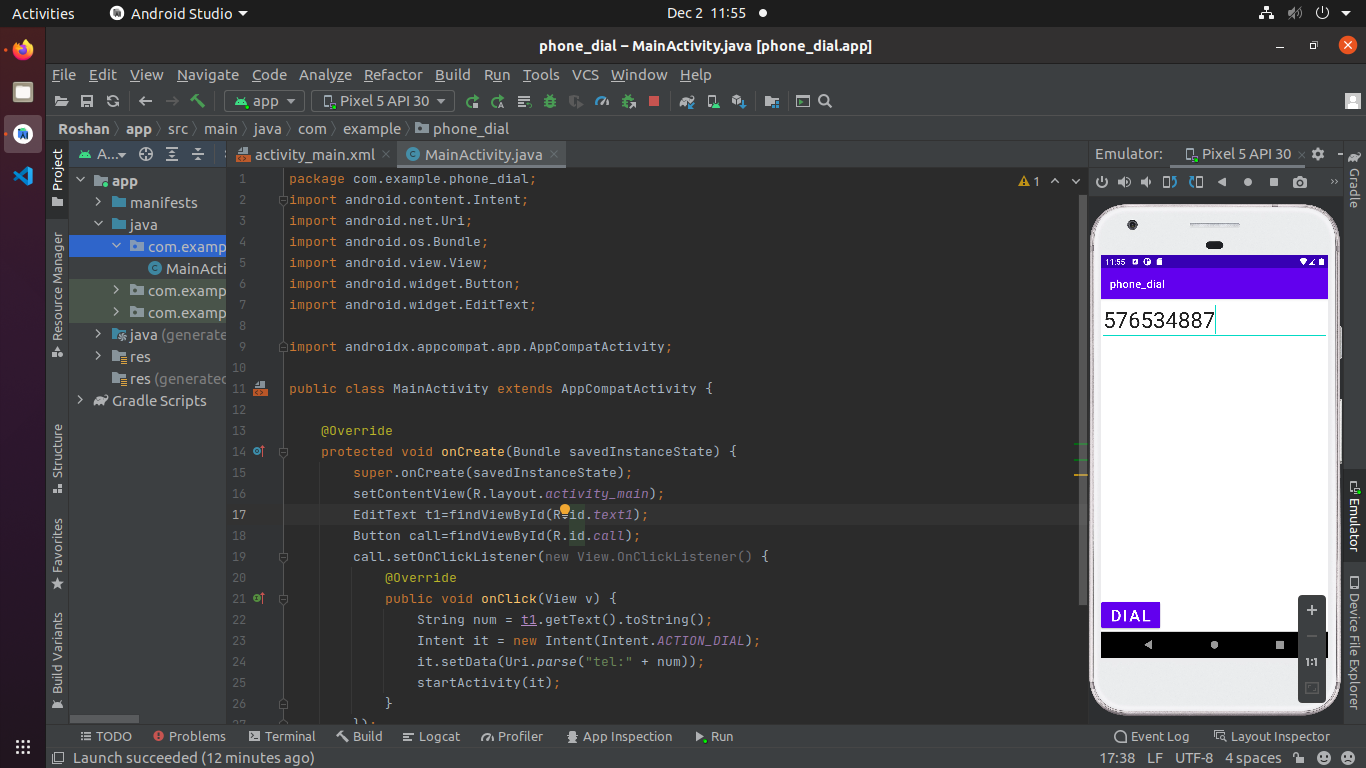 Activities Android Studio Dec 2 11:55
phone_dial – MainActivity.java [phone_dial.app]
File Edit View Navigate Code Analyze Refactor Build Run Tools VCS Window Help
app Pixel 5 API 30
Roshan app src main java com example phone_dial
Project
Resource Manager
Structure
Favorites
Build Variants
A...
app
manifests
java
com.examp
MainActi
com.examp
com.examp
java (generate
res
res (generated
Gradle Scripts
activity_main.xml MainActivity.java
1 package com.example.phone_dial;
2 import android.content.Intent;
3 import android.net.Uri;
4 import android.os.Bundle;
5 import android.view.View;
6 import android.widget.Button;
7 import android.widget.EditText;
8
9 import androidx.appcompat.app.AppCompatActivity;
10
11 public class MainActivity extends AppCompatActivity {
12
13 @Override
14 protected void onCreate(Bundle savedInstanceState) {
15 super.onCreate(savedInstanceState);
16 setContentView(R.layout.activity_main);
17 EditText t1=findViewById(R.id.text1);
18 Button call=findViewById(R.id.call);
19 call.setOnClickListener(new View.OnClickListener() {
20 @Override
21 public void onClick(View v) {
22 String num = t1.getText().toString();
23 Intent it = new Intent(Intent.ACTION_DIAL);
24 it.setData(Uri.parse("tel:" + num));
25 startActivity(it);
26 }
27 });
1
Emulator: Pixel 5 API 30
11:55
phone_dial
576534887
DIAL
1:1
Gradle
Emulator
Device File Explorer
TODO Problems Terminal Build Logcat Profiler App Inspection Run Event Log Layout Inspector
Launch succeeded (12 minutes ago) 17:38 LF UTF-8 4 spaces